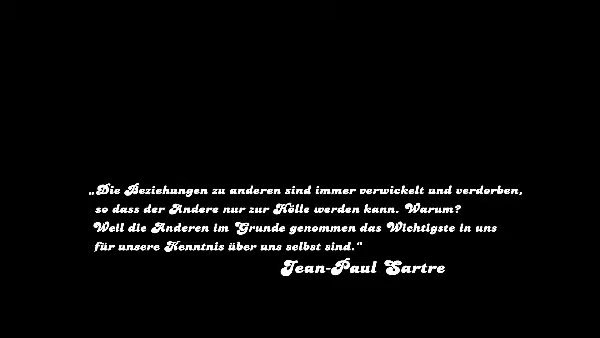 „Die Beziehungen zu anderen sind immer verwickelt und verdorben,
so dass der Andere nur zur Hölle werden kann. Warum?
Weil die Anderen im Grunde genommen das Wichtigste in uns
für unsere Kenntnis über uns selbst sind.“
Jean-Paul Sartre